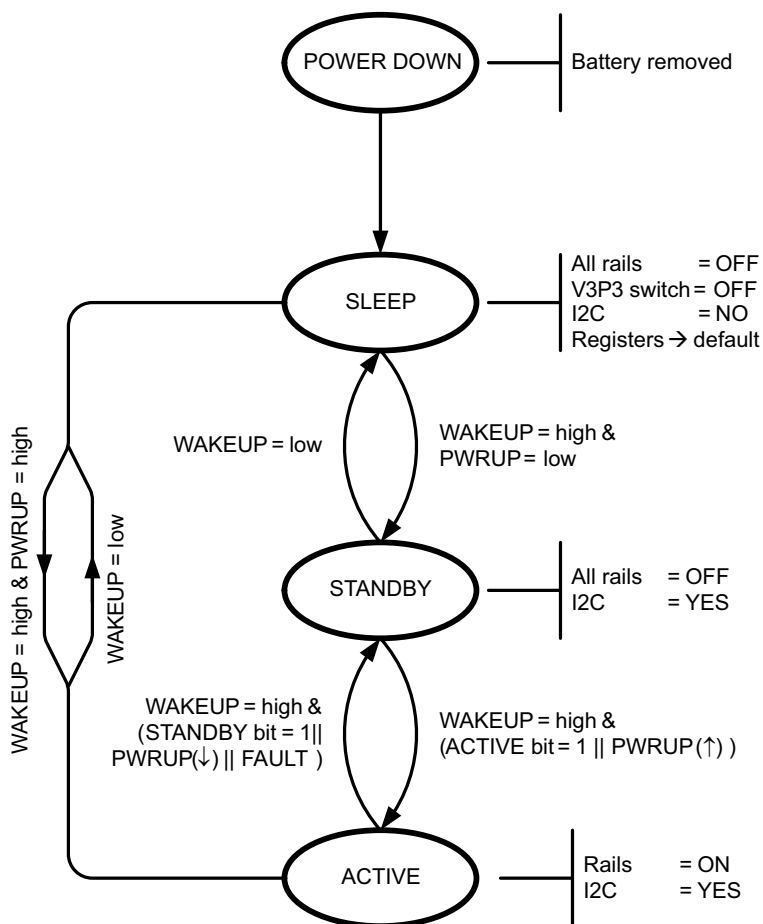 POWER DOWN
Battery removed
SLEEP
All rails = OFF
V3P3 switch = OFF
I2C = NO
Registers → default
WAKEUP = low
WAKEUP = high &
PWRUP = low
WAKEUP = high & PWRUP = high
WAKEUP = low
STANDBY
All rails = OFF
I2C = YES
WAKEUP = high &
(STANDBY bit = 1||
PWRUP(↓) || FAULT )
WAKEUP = high &
(ACTIVE bit = 1 || PWRUP (↑) )
ACTIVE
Rails = ON
I2C = YES